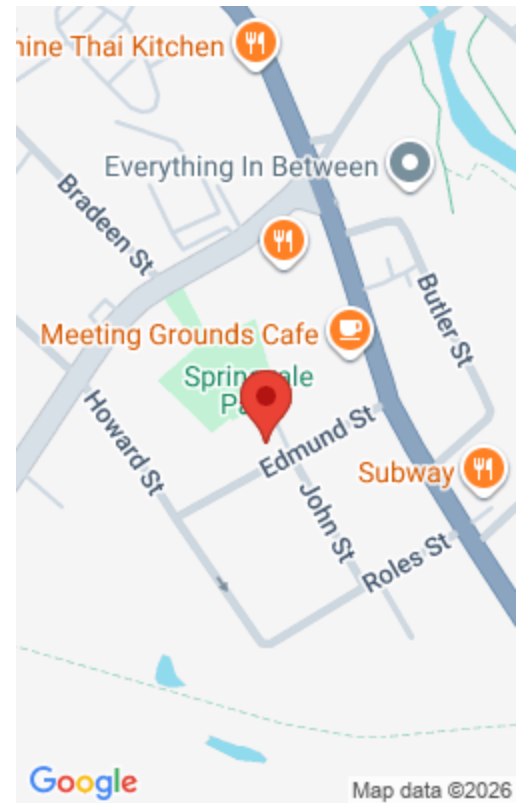 hine Thai Kitchen
Everything In Between
Bradeen St
Butler St
Meeting Grounds Cafe
Howard St
Edmund St
Subway
John St
Roles St
Google
Map data ©2026